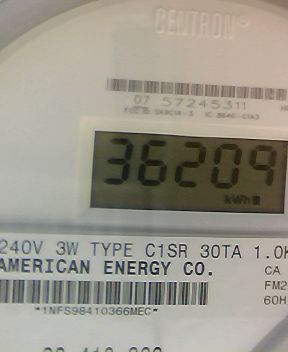 CENTRON®
07 57245311
36209
kWh
240V 3W TYPE C1SR 30TA 1.0K
AMERICAN ENERGY CO.
CA
FM2
60H
*1NFS98410366MEC*